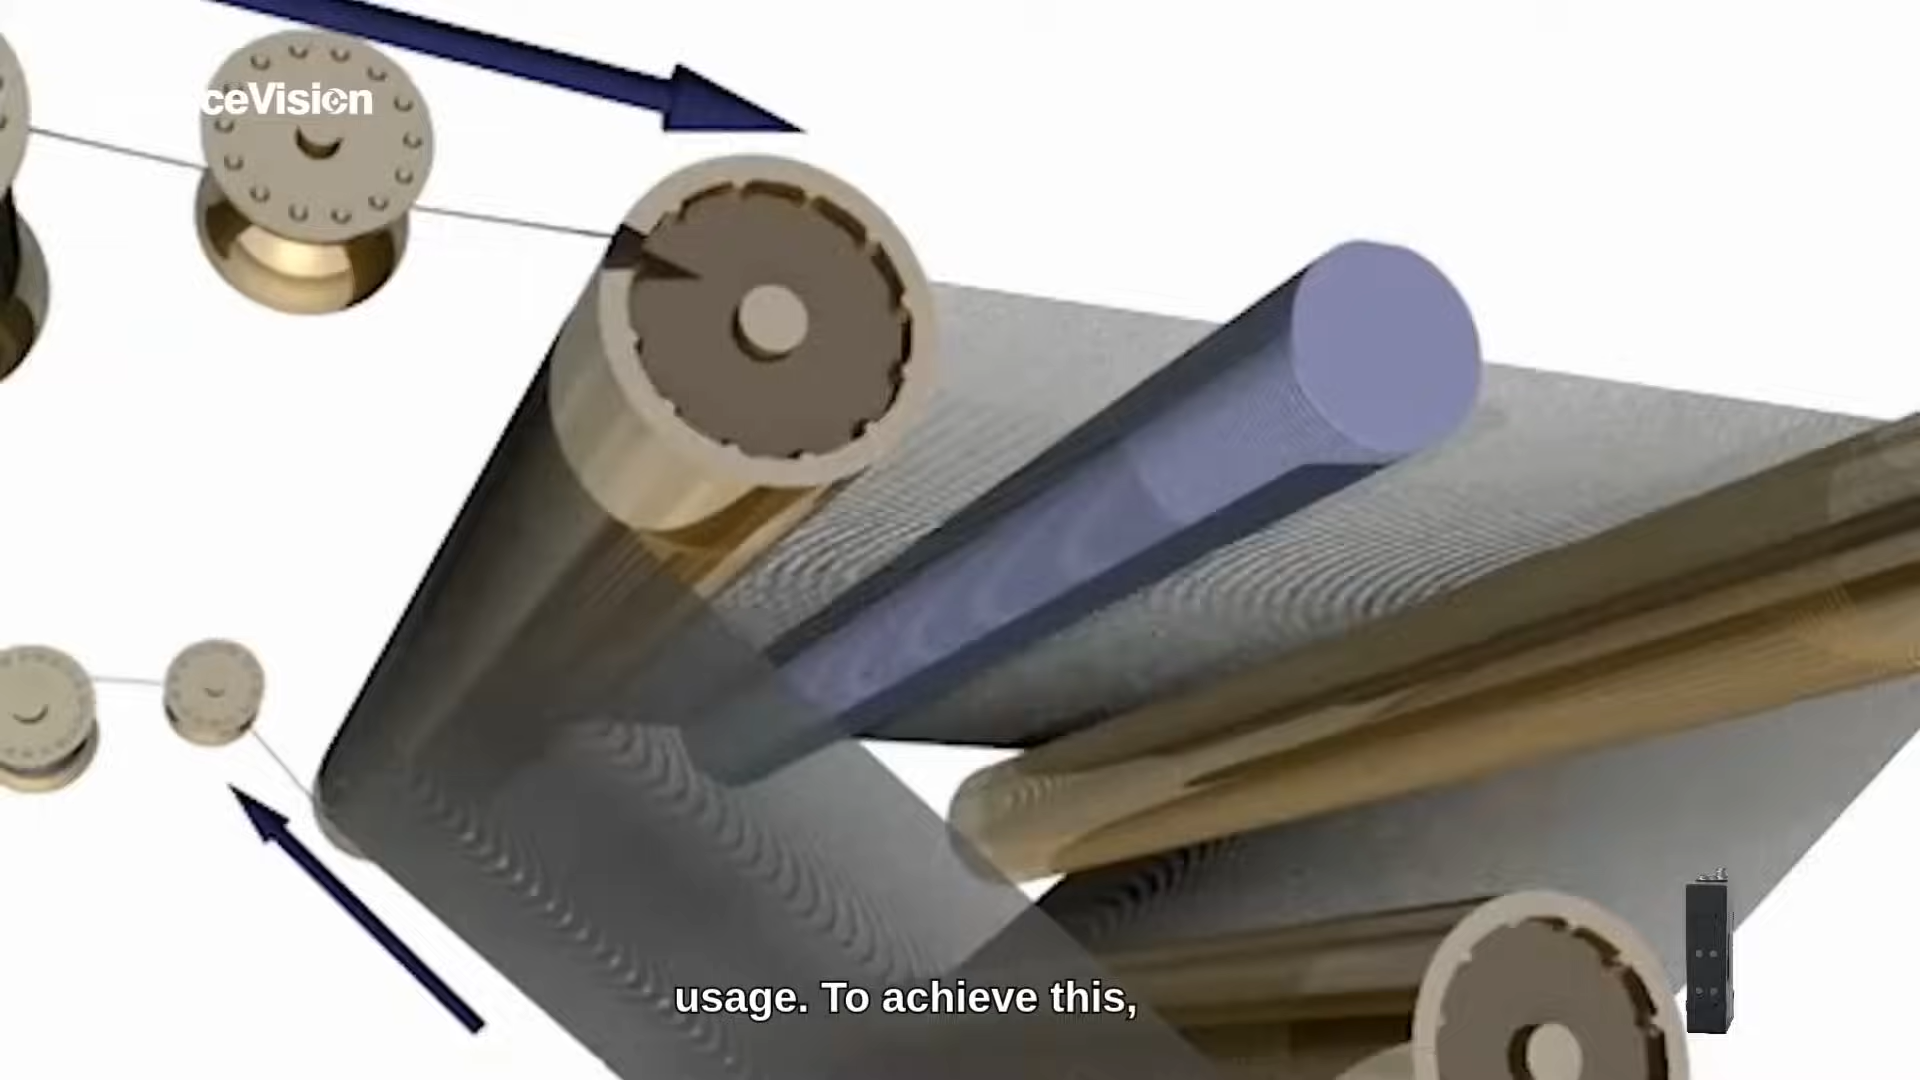 ceVision
usage. To achieve this,